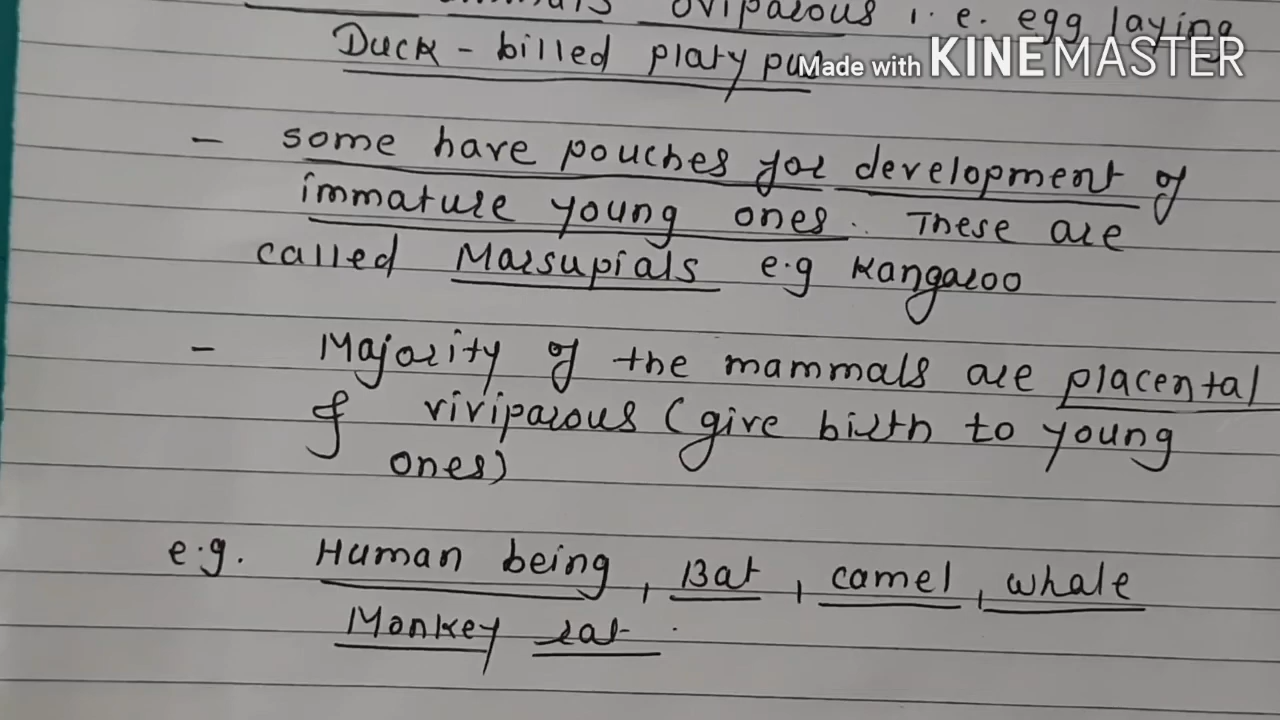 oviparous i.e. egg laying
Duck - billed platypus
Made with KINEMASTER
- some have pouches for development of
immature young ones. These are
called Marsupials e.g Kangaroo
- Majority of the mammals are placental
& viviparous (give birth to young
ones)
e.g. Human being, Bat, camel, whale
Monkey rat.